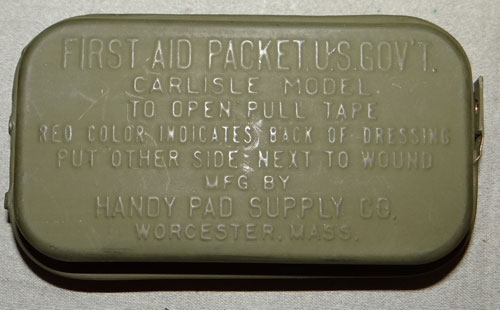 FIRST AID PACKET. U.S. GOV'T.
CARLISLE MODEL.
TO OPEN PULL TAPE
RED COLOR INDICATES BACK OF DRESSING
PUT OTHER SIDE NEXT TO WOUND
MFG. BY
HANDY PAD SUPPLY CO.
WORCESTER, MASS.